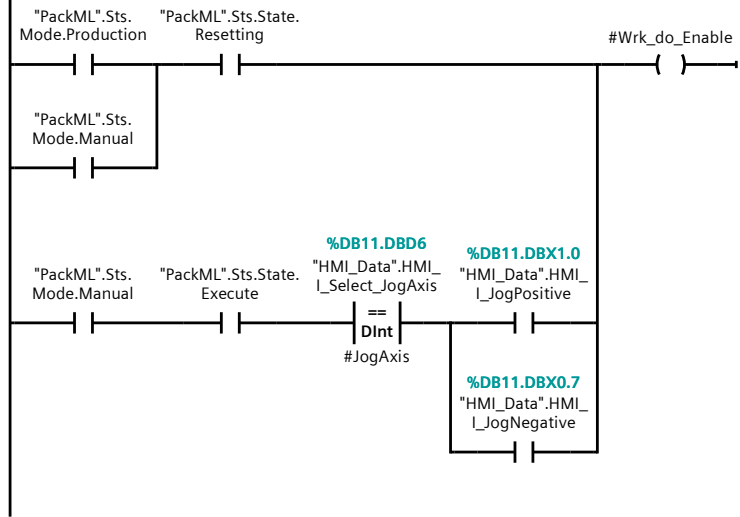 "PackML".Sts.
Mode.Production
"PackML".Sts.State.
Resetting
#Wrk_do_Enable
"PackML".Sts.
Mode.Manual
"PackML".Sts.
Mode.Manual
"PackML".Sts.State.
Execute
%DB11.DBD6
"HMI_Data".HMI_
I_Select_JogAxis
==
DInt
#JogAxis
%DB11.DBX1.0
"HMI_Data".HMI_
I_JogPositive
%DB11.DBX0.7
"HMI_Data".HMI_
I_JogNegative